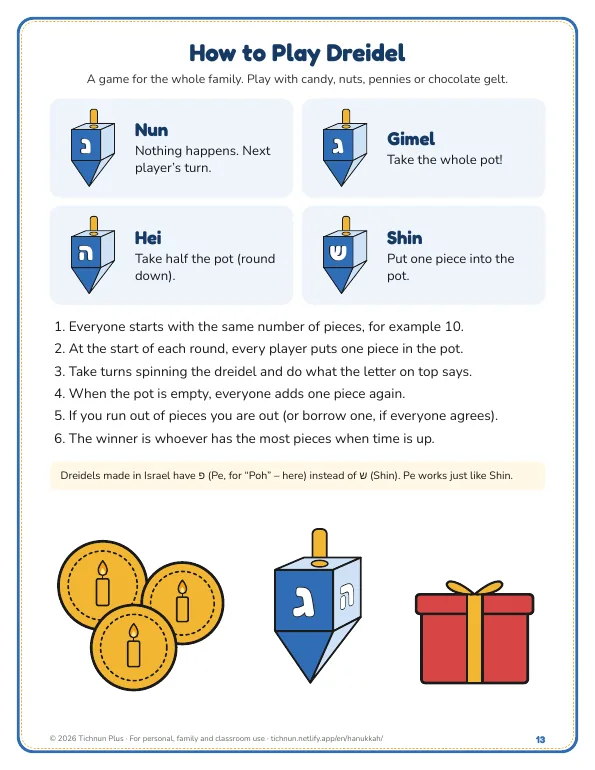 How to Play Dreidel
A game for the whole family. Play with candy, nuts, pennies or chocolate gelt.
נ
Nun
Nothing happens. Next
player's turn.
ג
Gimel
Take the whole pot!
ה
Hei
Take half the pot (round
down).
ש
Shin
Put one piece into the
pot.
1. Everyone starts with the same number of pieces, for example 10.
2. At the start of each round, every player puts one piece in the pot.
3. Take turns spinning the dreidel and do what the letter on top says.
4. When the pot is empty, everyone adds one piece again.
5. If you run out of pieces you are out (or borrow one, if everyone agrees).
6. The winner is whoever has the most pieces when time is up.
Dreidels made in Israel have פ (Pe, for “Poh” – here) instead of ש (Shin). Pe works just like Shin.
ג ה
© 2026 Tichnun Plus · For personal, family and classroom use · tichnun.netlify.app/en/hanukkah/
13